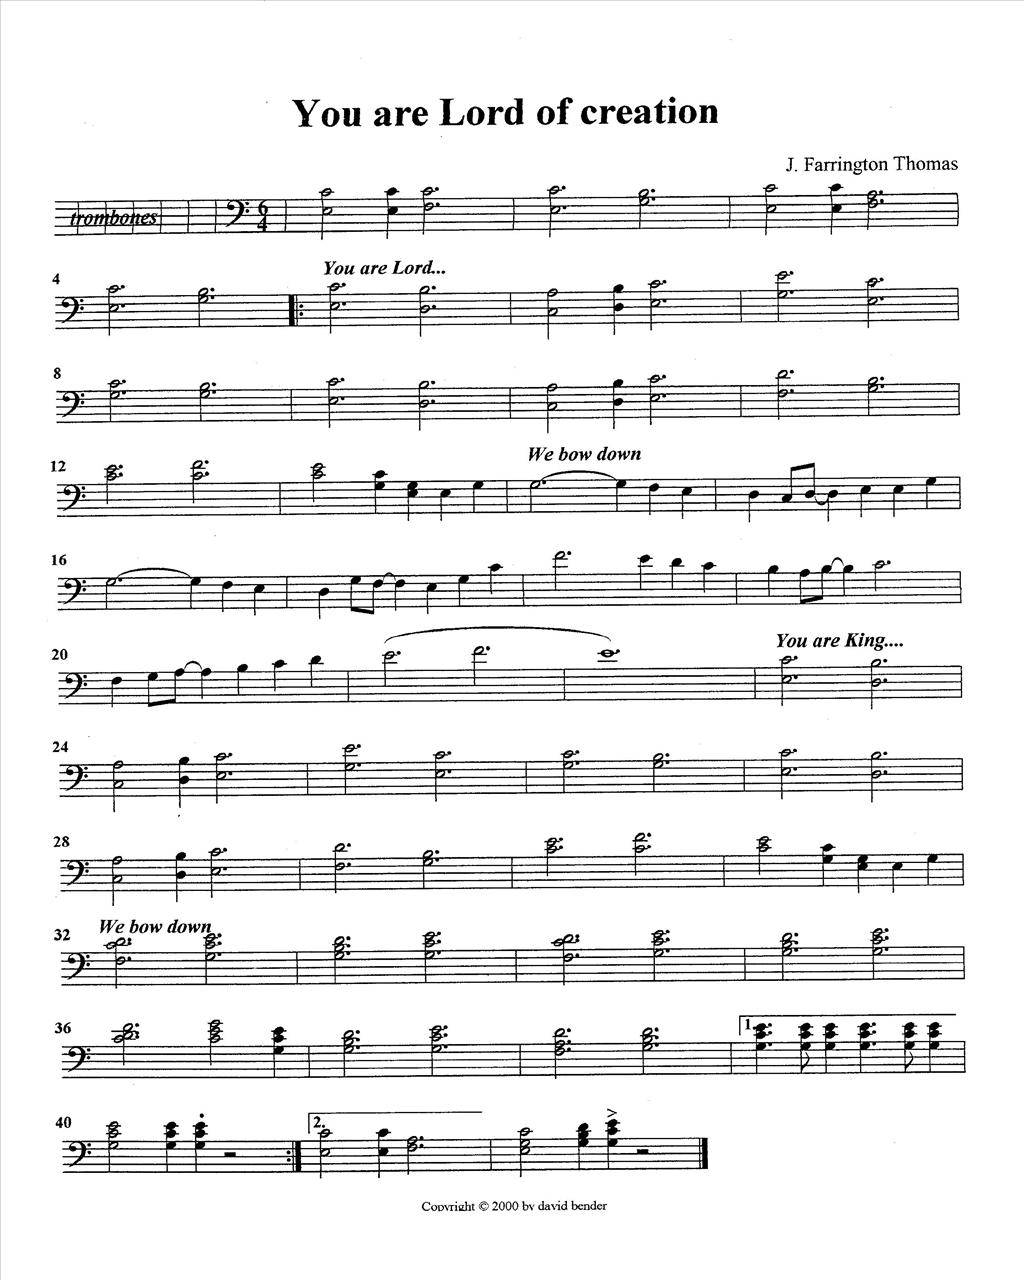 You are Lord of creation
J. Farrington Thomas
trombones
6
4
You are Lord...
4
8
We bow down
12
16
You are King....
20
24
28
We bow down
32
36
1.
40
2.
Copyright © 2000 by david bender